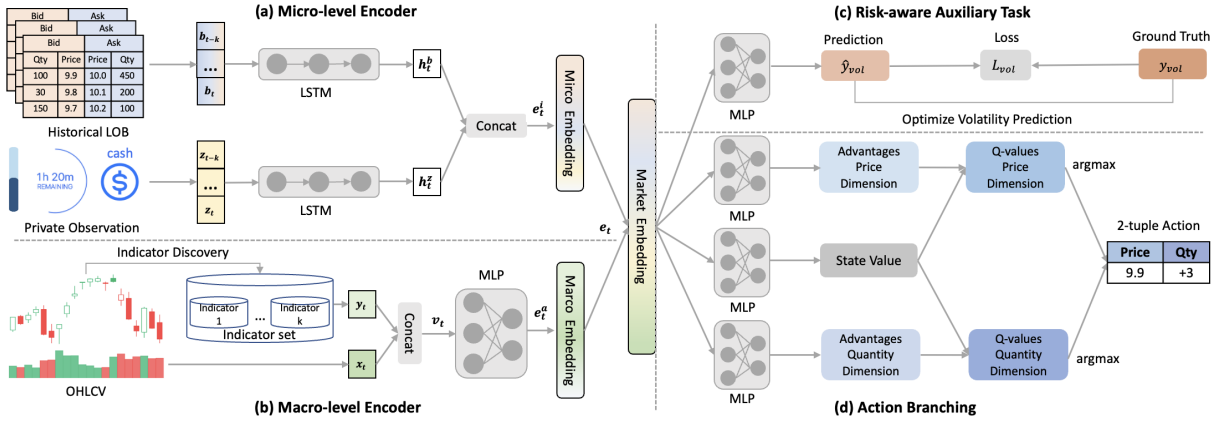 (a) Micro-level Encoder
Bid Ask
Bid Ask
Bid Ask
Qty Price Price Qty
100 9.9 10.0 450
30 9.8 10.1 200
150 9.7 10.2 100
Historical LOB
b_{t-k}
...
b_t
LSTM
h_t^b
cash
$
1h 20m
REMAINING
Private Observation
z_{t-k}
...
z_t
LSTM
h_t^z
Concat
e_t^i
Mirco Embedding
(b) Macro-level Encoder
Indicator Discovery
OHLCV
Indicator
1
...
Indicator
k
Indicator set
y_t
x_t
Concat
v_t
MLP
e_t^a
Marco Embedding
e_t
Market Embedding
(c) Risk-aware Auxiliary Task
MLP
Prediction
ŷ_{vol}
Loss
L_{vol}
Ground Truth
y_{vol}
Optimize Volatility Prediction
(d) Action Branching
MLP
Advantages
Price
Dimension
Q-values
Price
Dimension
argmax
MLP
State Value
MLP
Advantages
Quantity
Dimension
Q-values
Quantity
Dimension
argmax
2-tuple Action
Price Qty
9.9 +3